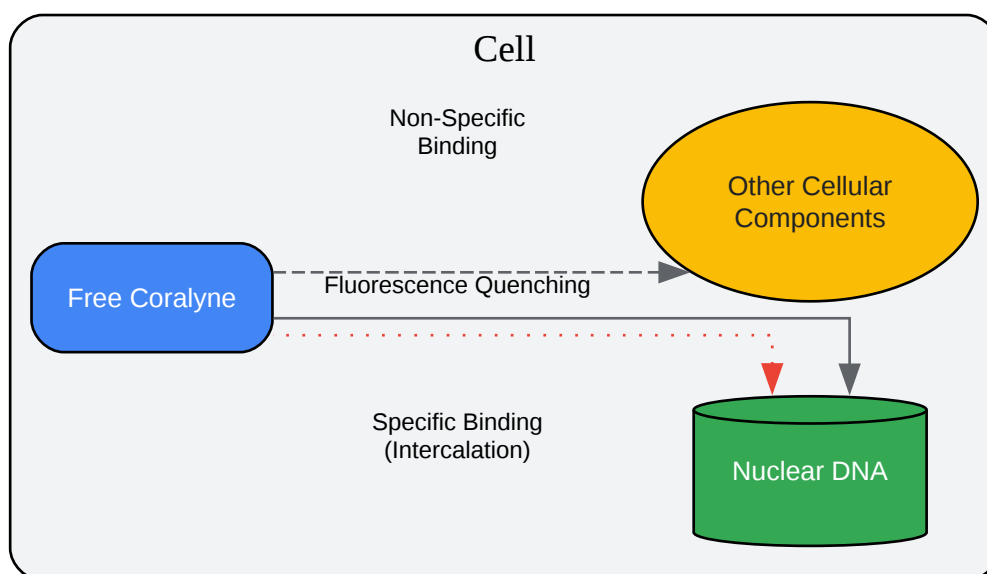 Cell
Non-Specific
Binding
Other Cellular
Components
Free Coralyne
Fluorescence Quenching
Specific Binding
(Intercalation)
Nuclear DNA